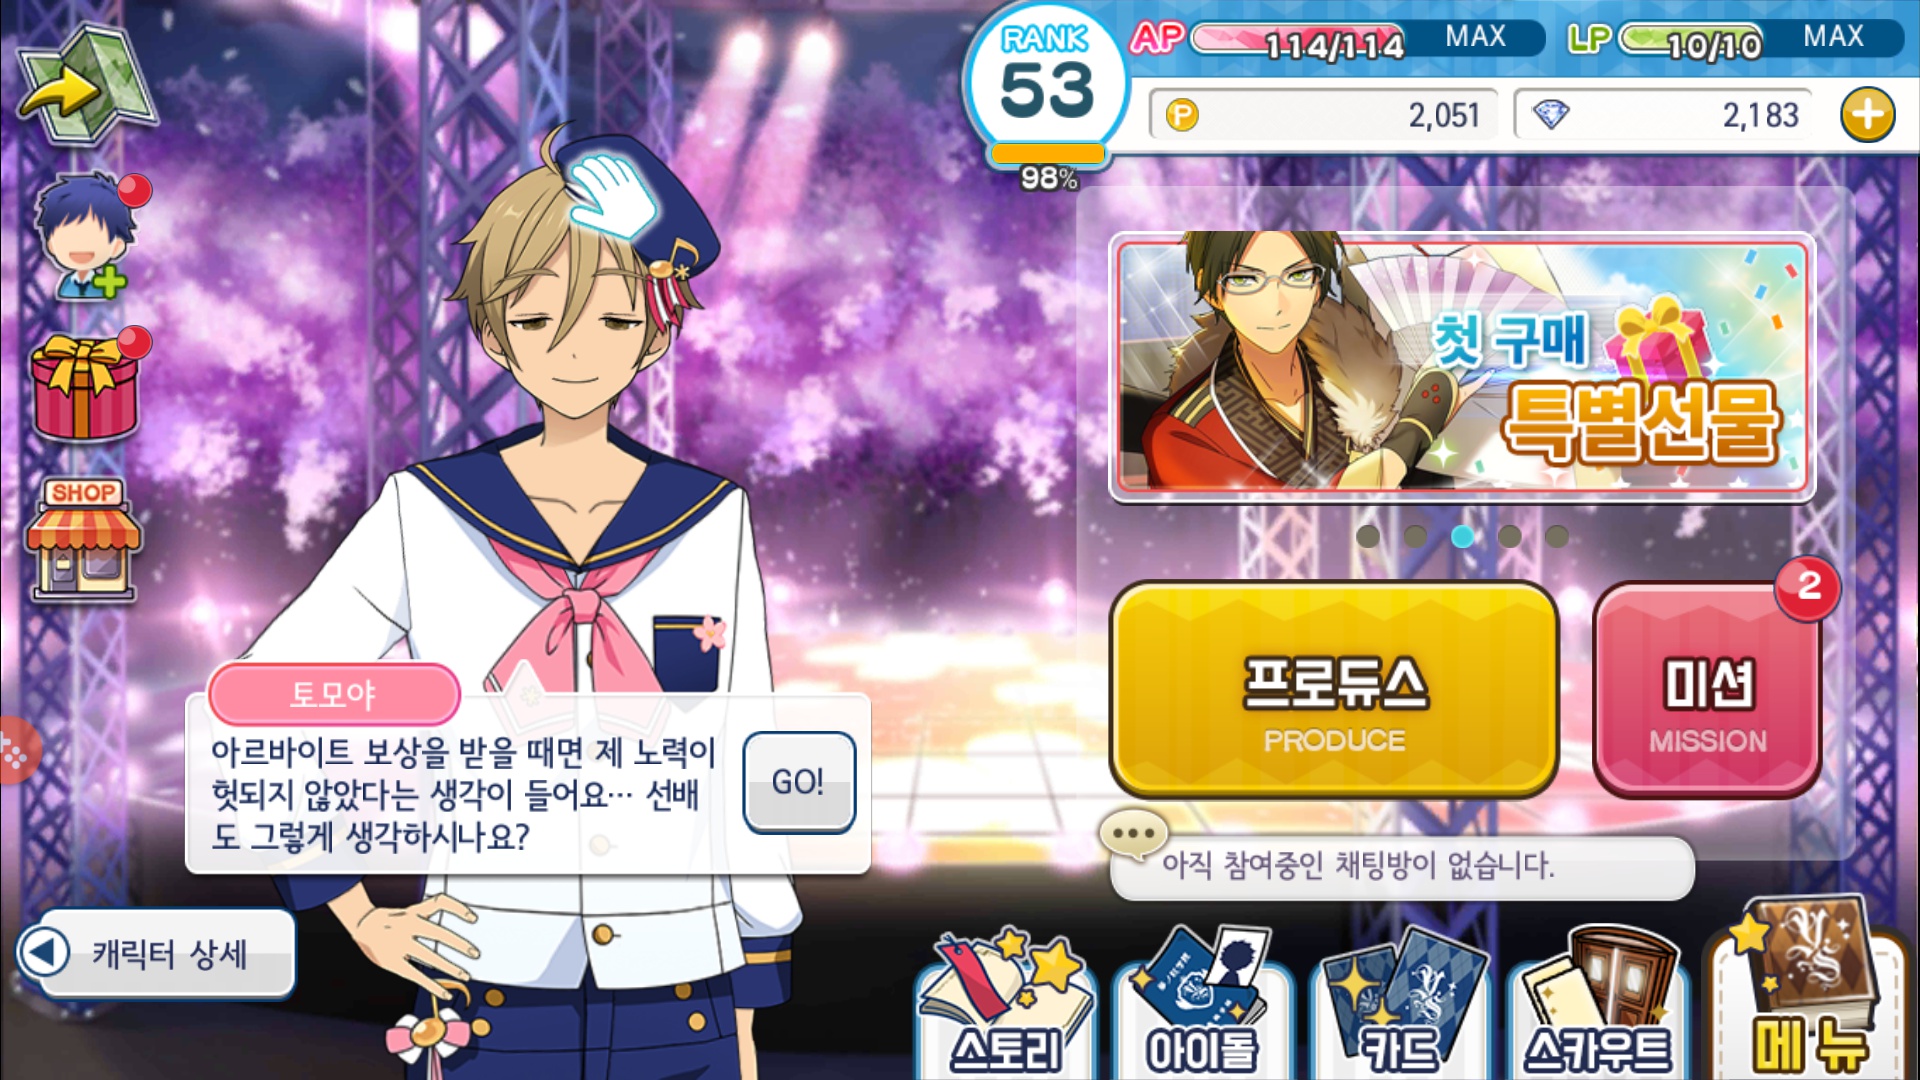 RANK
53
98%
AP
114/114
MAX
LP
10/10
MAX
P
2,051
2,183
SHOP
첫 구매
특별선물
토모야
아르바이트 보상을 받을 때면 제 노력이
헛되지 않았다는 생각이 들어요… 선배
도 그렇게 생각하시나요?
GO!
프로듀스
PRODUCE
2
미션
MISSION
아직 참여중인 채팅방이 없습니다.
캐릭터 상세
스토리
아이돌
카드
스카우트
메뉴